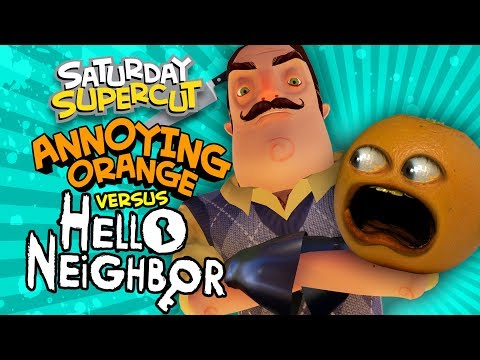 SATURDAY
SUPERCUT
ANNOYING
ORANGE
VERSUS
HELLO
NEiGHBOR